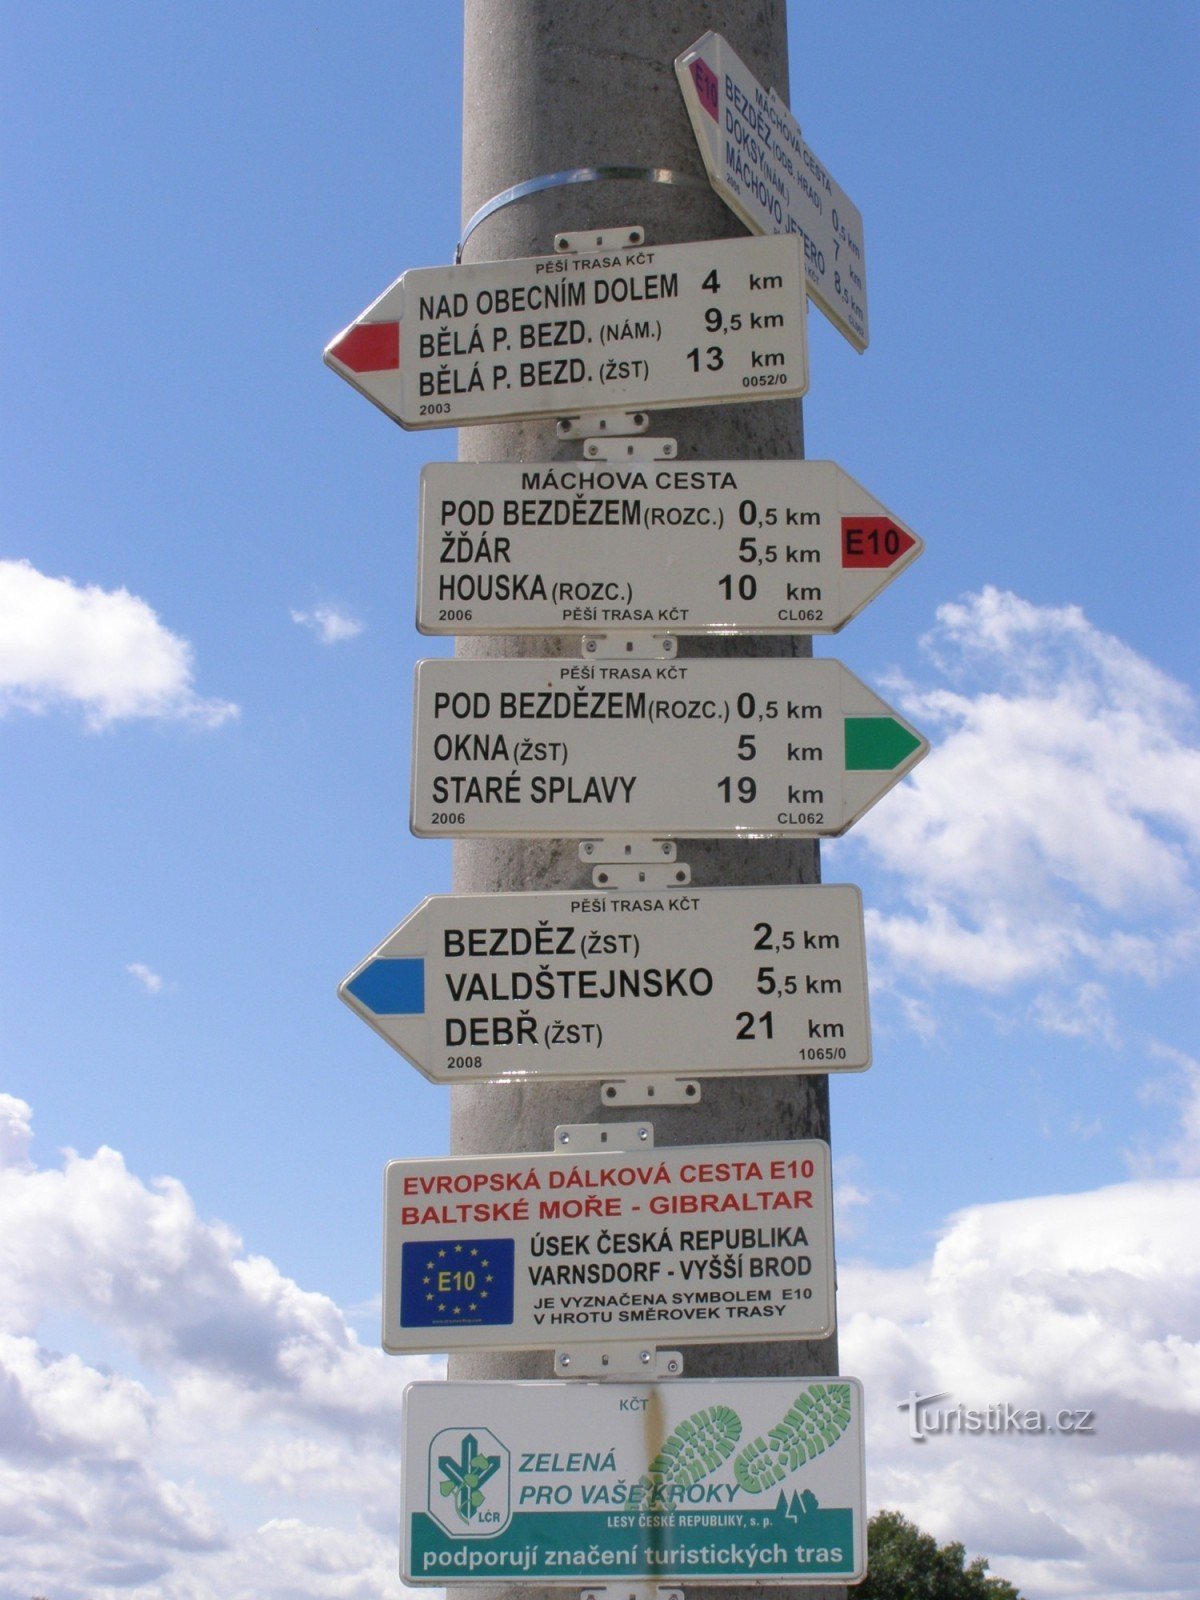 E10
MÁCHOVA CESTA
BEZDĚZ (ODB. HRAD) 0,5 km
DOKSY (NÁM.) 7 km
MÁCHOVO JEZERO 8,5 km
CL062
PĚŠÍ TRASA KČT
NAD OBECNÍM DOLEM 4 km
BĚLÁ P. BEZD. (NÁM.) 9,5 km
BĚLÁ P. BEZD. (ŽST) 13 km
2003 0052/0
MÁCHOVA CESTA
POD BEZDĚZEM (ROZC.) 0,5 km
ŽĎÁR 5,5 km
HOUSKA (ROZC.) 10 km
2006 PĚŠÍ TRASA KČT CL062
E10
PĚŠÍ TRASA KČT
POD BEZDĚZEM (ROZC.) 0,5 km
OKNA (ŽST) 5 km
STARÉ SPLAVY 19 km
2006 CL062
PĚŠÍ TRASA KČT
BEZDĚZ (ŽST) 2,5 km
VALDŠTEJNSKO 5,5 km
DEBŘ (ŽST) 21 km
2008 1065/0
EVROPSKÁ DÁLKOVÁ CESTA E10
BALTSKÉ MOŘE - GIBRALTAR
E10
ÚSEK ČESKÁ REPUBLIKA
VARNSDORF - VYŠŠÍ BROD
JE VYZNAČENA SYMBOLEM E10
V HROTU SMĚROVEK TRASY
KČT
ZELENÁ
PRO VAŠE KROKY
LČR
LESY ČESKÉ REPUBLIKY, s. p.
podporují značení turistických tras
Turistika.cz